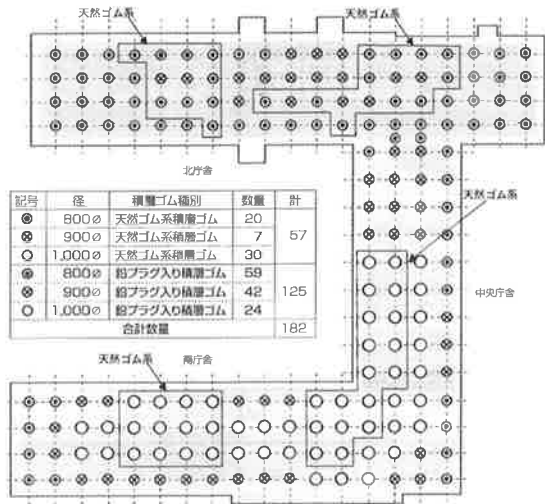 天然ゴム系
天然ゴム系
北庁舎
記号 径 積層ゴム種別 数量 計
800∅ 天然ゴム系積層ゴム 20
900∅ 天然ゴム系積層ゴム 7 57
1,000∅ 天然ゴム系積層ゴム 30
800∅ 鉛プラグ入り積層ゴム 59
900∅ 鉛プラグ入り積層ゴム 42 125
1,000∅ 鉛プラグ入り積層ゴム 24
合計数量 182
天然ゴム系
中央庁舎
天然ゴム系
南庁舎